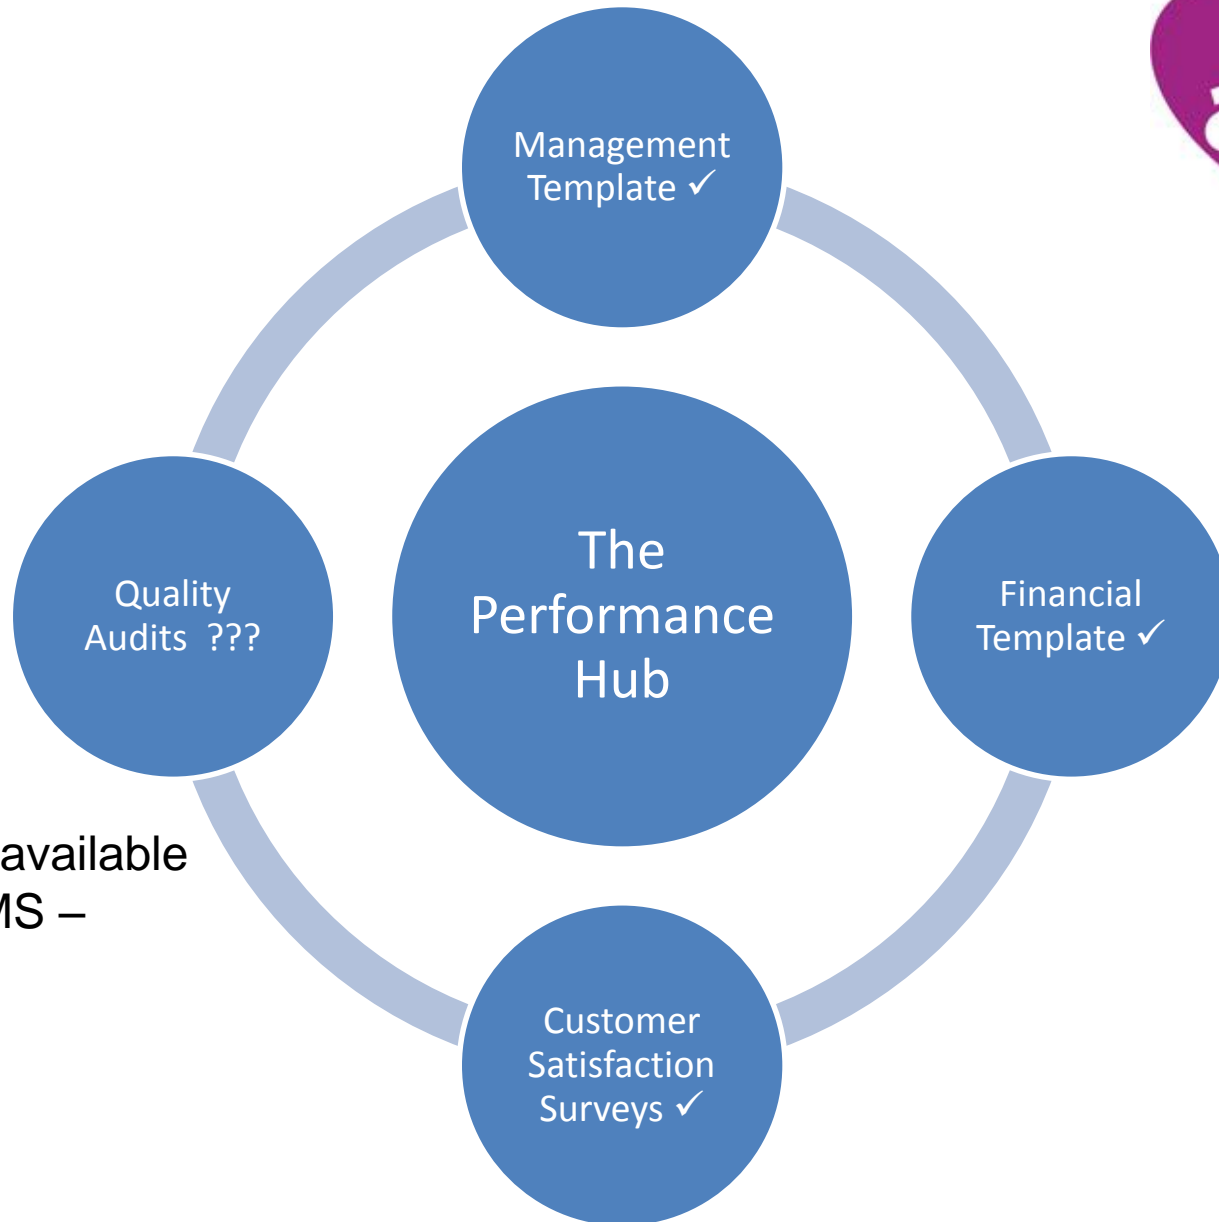 Management
Template ✓
The
Performance
Hub
Quality
Audits ???
Financial
Template ✓
available
MS –
Customer
Satisfaction
Surveys ✓